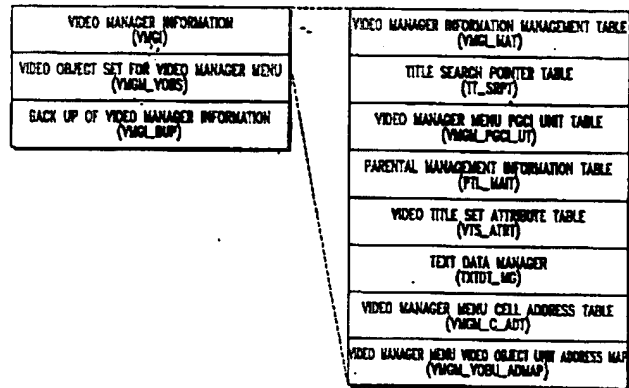 VIDEO MANAGER INFORMATION
(VMGI)
VIDEO OBJECT SET FOR VIDEO MANAGER MENU
(VMGM_VOBS)
BACK UP OF VIDEO MANAGER INFORMATION
(VMGI_BUP)
VIDEO MANAGER INFORMATION MANAGEMENT TABLE
(VMGI_MAT)
TITLE SEARCH POINTER TABLE
(TT_SRPT)
VIDEO MANAGER MENU PGCI UNIT TABLE
(VMGM_PGCI_UT)
PARENTAL MANAGEMENT INFORMATION TABLE
(PTL_MAIT)
VIDEO TITLE SET ATTRIBUTE TABLE
(VTS_ATRT)
TEXT DATA MANAGER
(TXTDT_MG)
VIDEO MANAGER MENU CELL ADDRESS TABLE
(VMGM_C_ADT)
VIDEO MANAGER MENU VIDEO OBJECT UNIT ADDRESS MAP
(VMGM_VOBU_ADMAP)